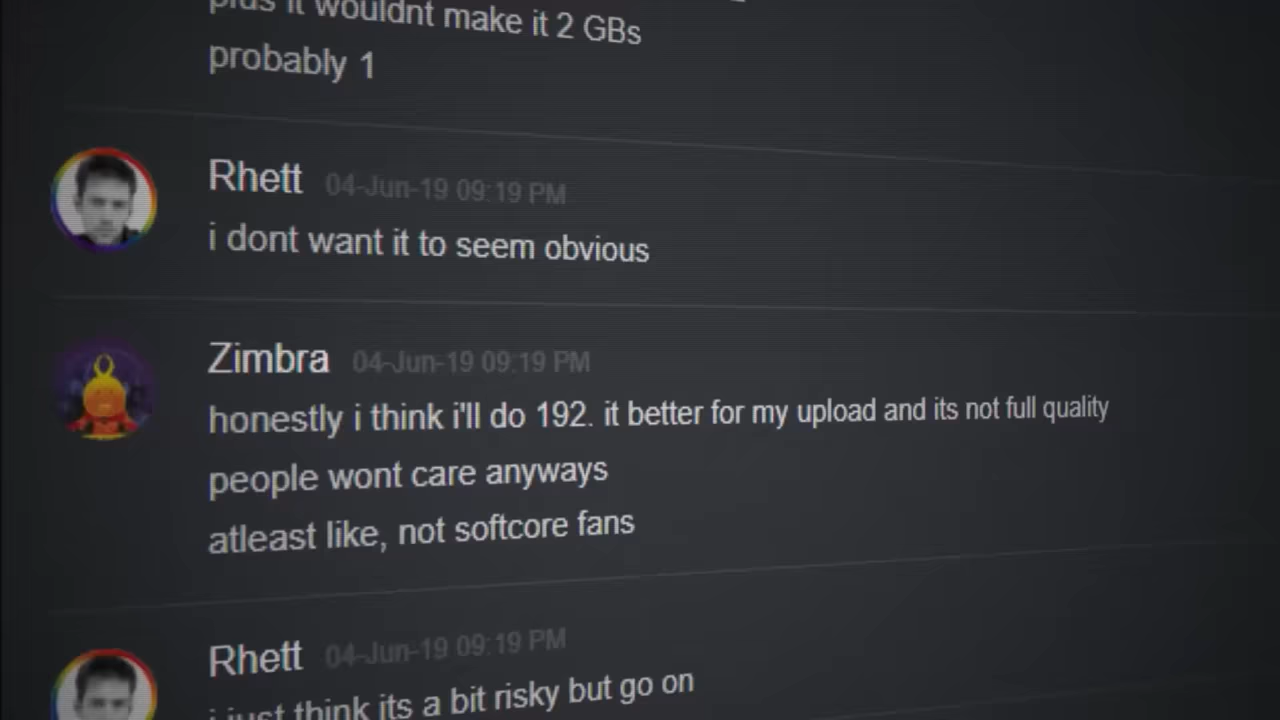 plus it wouldnt make it 2 GBs
probably 1
Rhett 04-Jun-19 09:19 PM
i dont want it to seem obvious
Zimbra 04-Jun-19 09:19 PM
honestly i think i'll do 192. it better for my upload and its not full quality
people wont care anyways
atleast like, not softcore fans
Rhett 04-Jun-19 09:19 PM
i just think its a bit risky but go on